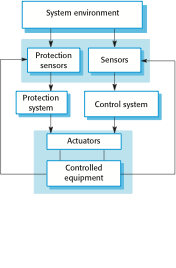 System environment
Protection
sensors
Sensors
Protection
system
Control system
Actuators
Controlled
equipment